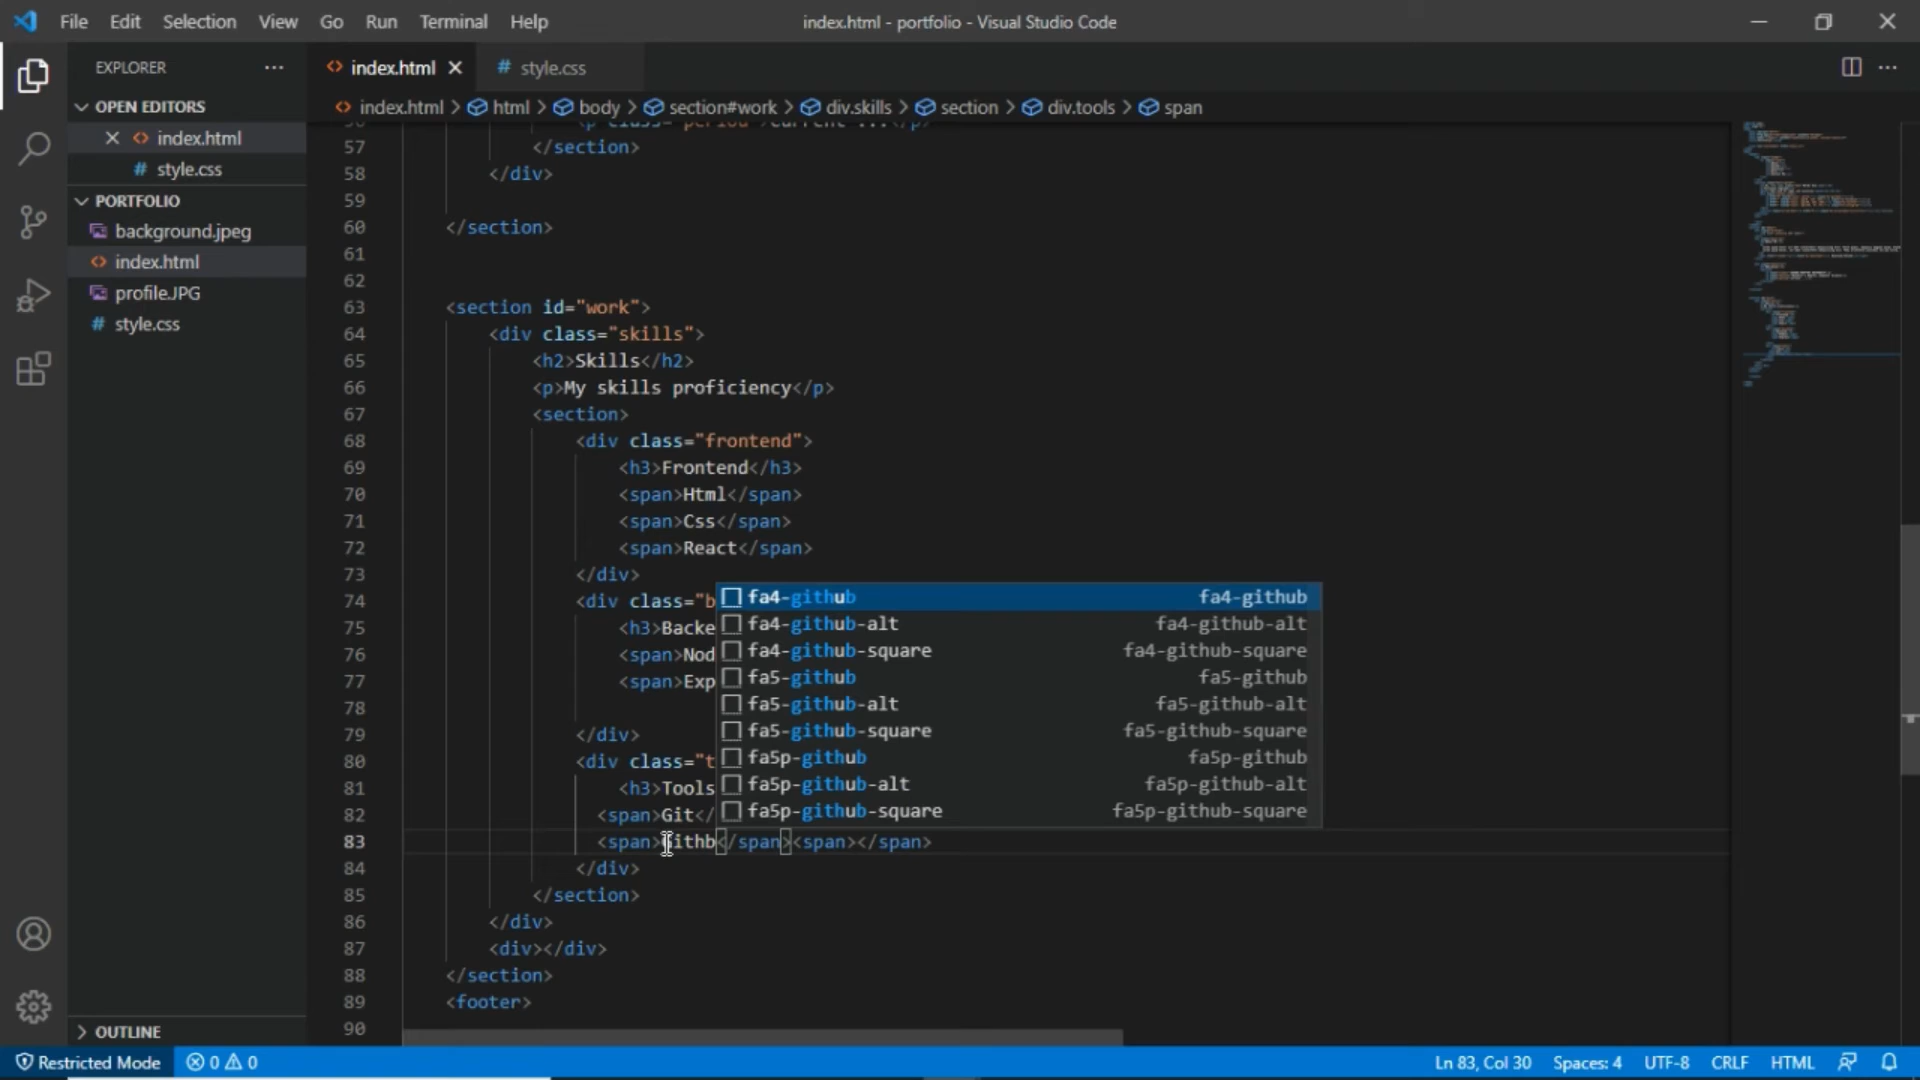 File Edit Selection View Go Run Terminal Help index.html - portfolio - Visual Studio Code
EXPLORER
index.html
style.css
OPEN EDITORS
index.html > html > body > section#work > div.skills > section > div.tools > span
index.html
style.css
PORTFOLIO
background.jpeg
index.html
profile.JPG
style.css
OUTLINE
57 </section>
58 </div>
59
60 </section>
61
62
63 <section id="work">
64 <div class="skills">
65 <h2>Skills</h2>
66 <p>My skills proficiency</p>
67 <section>
68 <div class="frontend">
69 <h3>Frontend</h3>
70 <span>Html</span>
71 <span>Css</span>
72 <span>React</span>
73 </div>
74 <div class="b
75 <h3>Backe
76 <span>Nod
77 <span>Exp
78
79 </div>
80 <div class="t
81 <h3>Tools
82 <span>Git</
83 <span>Githb</span><span></span>
84 </div>
85 </section>
86 </div>
87 <div></div>
88 </section>
89 <footer>
90
fa4-github fa4-github
fa4-github-alt fa4-github-alt
fa4-github-square fa4-github-square
fa5-github fa5-github
fa5-github-alt fa5-github-alt
fa5-github-square fa5-github-square
fa5p-github fa5p-github
fa5p-github-alt fa5p-github-alt
fa5p-github-square fa5p-github-square
Restricted Mode 0 0 Ln 83, Col 30 Spaces: 4 UTF-8 CRLF HTML